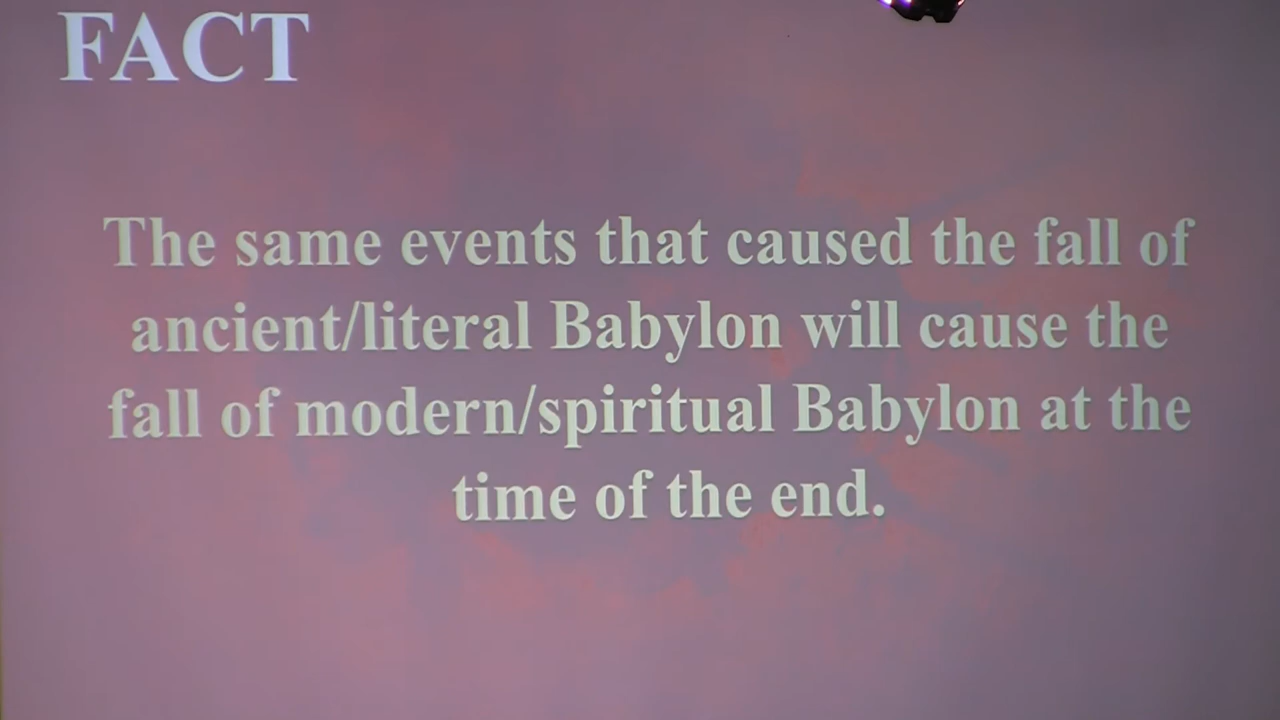 FACT
The same events that caused the fall of
ancient/literal Babylon will cause the
fall of modern/spiritual Babylon at the
time of the end.